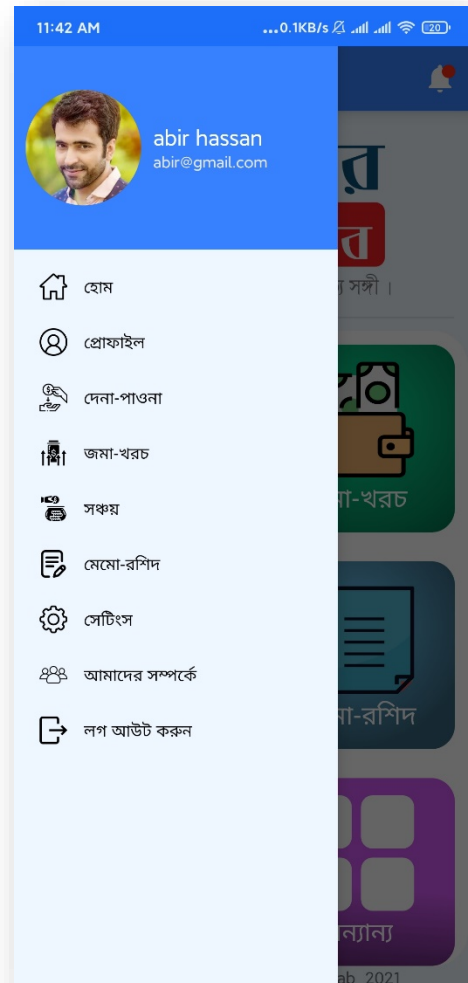 11:42 AM
...0.1KB/s
20
abir hassan
abir@gmail.com
হোম
প্রোফাইল
দেনা-পাওনা
জমা-খরচ
সঞ্চয়
মেমো-রশিদ
সেটিংস
আমাদের সম্পর্কে
লগ আউট করুন
সঙ্গী ।
-খরচ
-রশিদ
2021